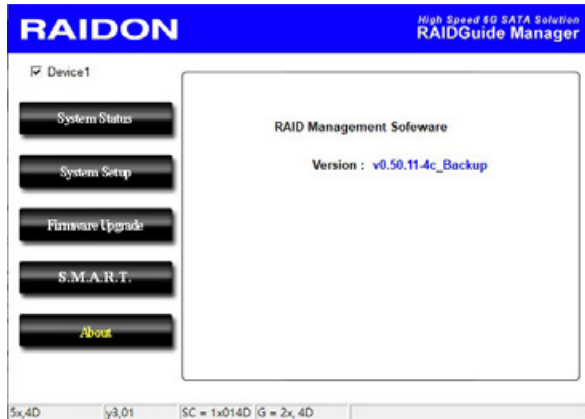 RAIDON
High Speed 6G SATA Solution
RAIDGuide Manager
Device1
System Status
System Setup
Firmware Upgrade
S.M.A.R.T.
About
RAID Management Sofeware
Version : v0.50.11-4c_Backup
5x,4D y3,01 SC = 1x014D G = 2x, 4D